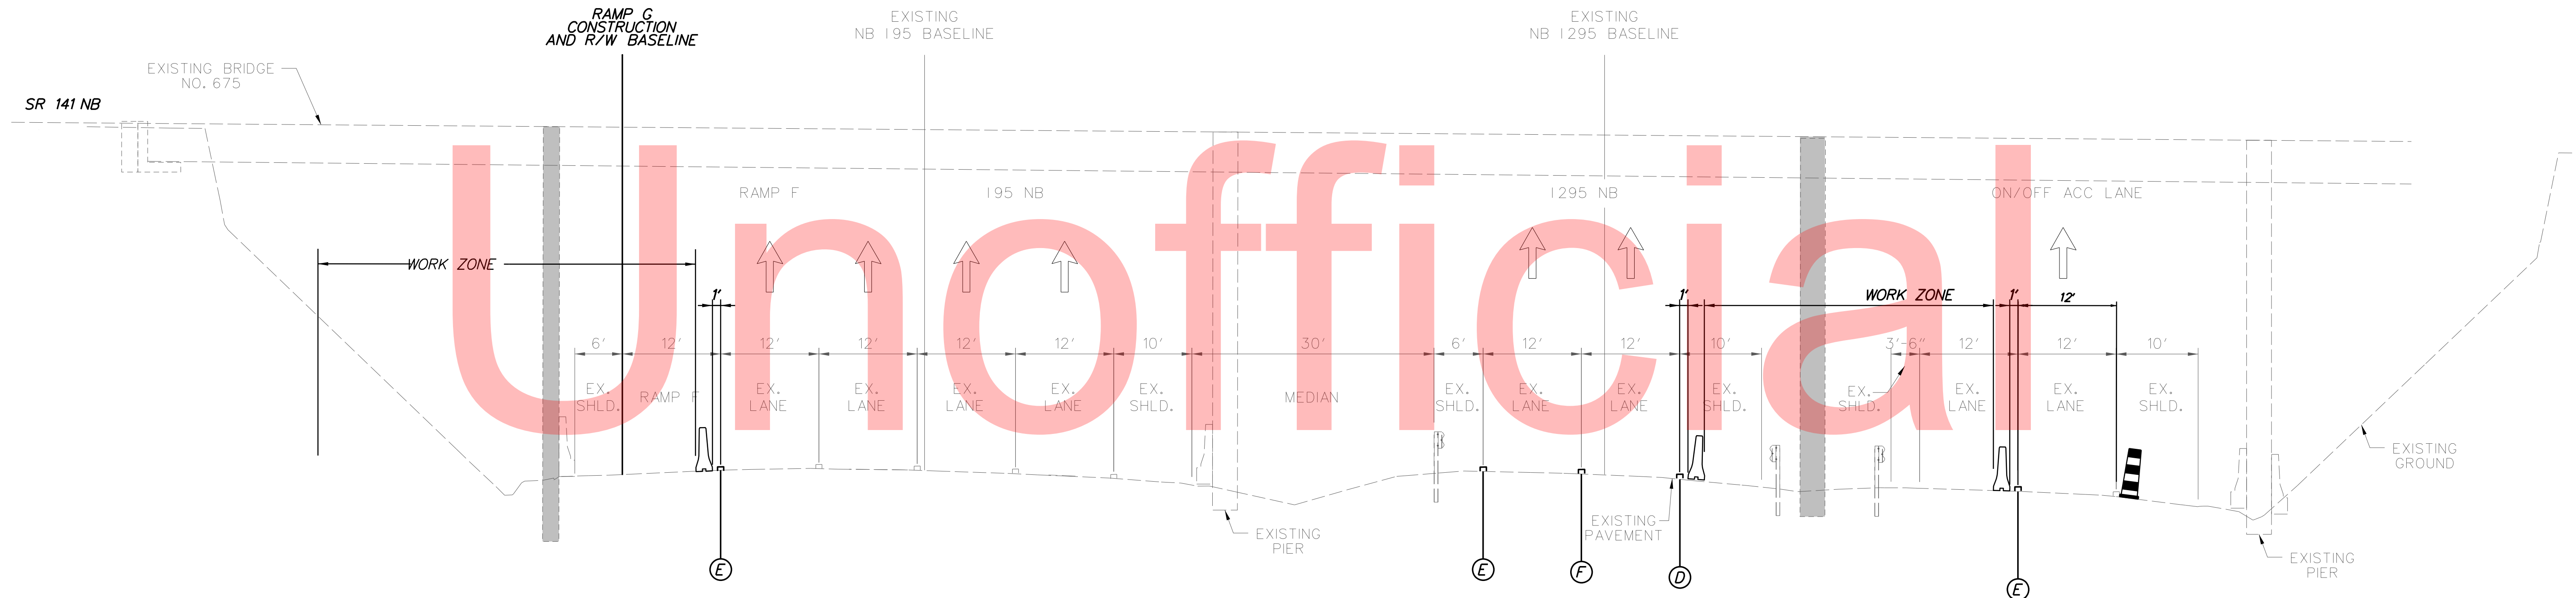 RAMP G
CONSTRUCTION
AND R/W BASELINE
EXISTING
NB I95 BASELINE
EXISTING
NB I295 BASELINE
EXISTING BRIDGE
NO. 675
SR 141 NB
RAMP F
I95 NB
I295 NB
ON/OFF ACC LANE
Unofficial
WORK ZONE
1'
1'
WORK ZONE
1'
12'
6'
12'
12'
12'
12'
12'
10'
30'
6'
12'
12'
10'
3'-6"
12'
12'
10'
EX.
SHLD.
RAMP F
EX.
LANE
EX.
LANE
EX.
LANE
EX.
LANE
EX.
SHLD.
MEDIAN
EX.
SHLD.
EX.
LANE
EX.
LANE
EX.
SHLD.
EX.
SHLD.
EX.
LANE
EX.
LANE
EX.
SHLD.
EXISTING
GROUND
EXISTING
PIER
EXISTING
PAVEMENT
EXISTING
PIER
E
E
F
D
E